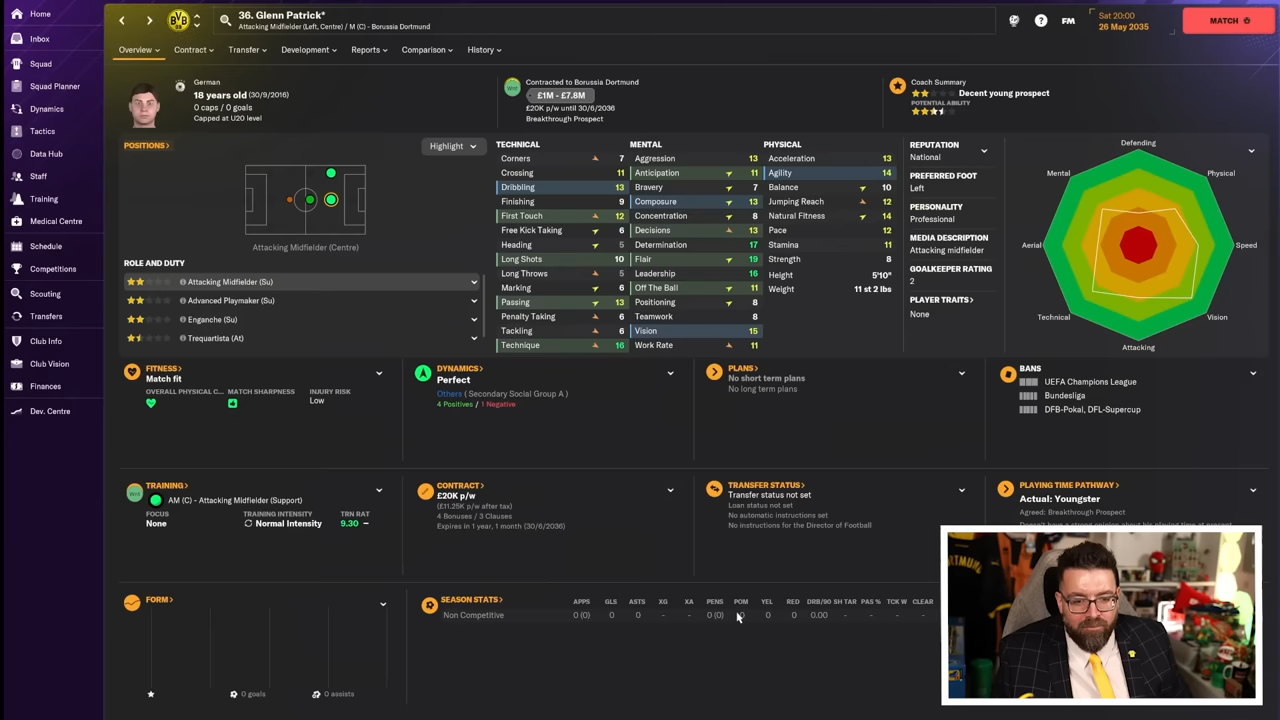 Home
Inbox
Squad
Squad Planner
Dynamics
Tactics
Data Hub
Staff
Training
Medical Centre
Schedule
Competitions
Scouting
Transfers
Club Info
Club Vision
Finances
Dev. Centre
BVB
09
36. Glenn Patrick*
Attacking Midfielder (Left, Centre) / M (C) - Borussia Dortmund
FM
Sat 20:00
26 May 2035
MATCH
Overview
Contract
Transfer
Development
Reports
Comparison
History
German
18 years old (30/9/2016)
0 caps / 0 goals
Capped at U20 level
Wnt
Contracted to Borussia Dortmund
£1M - £7.8M
£20K p/w until 30/6/2036
Breakthrough Prospect
Coach Summary
Decent young prospect
POTENTIAL ABILITY
POSITIONS >
Highlight
Attacking Midfielder (Centre)
ROLE AND DUTY
Attacking Midfielder (Su)
Advanced Playmaker (Su)
Enganche (Su)
Trequartista (At)
TECHNICAL
Corners 7
Crossing 11
Dribbling 13
Finishing 9
First Touch 12
Free Kick Taking 6
Heading 5
Long Shots 10
Long Throws 5
Marking 6
Passing 13
Penalty Taking 6
Tackling 6
Technique 16
MENTAL
Aggression 13
Anticipation 11
Bravery 7
Composure 13
Concentration 8
Decisions 13
Determination 17
Flair 19
Leadership 16
Off The Ball 11
Positioning 8
Teamwork 8
Vision 15
Work Rate 11
PHYSICAL
Acceleration 13
Agility 14
Balance 10
Jumping Reach 12
Natural Fitness 14
Pace 12
Stamina 11
Strength 8
Height 5'10"
Weight 11 st 2 lbs
REPUTATION
National
PREFERRED FOOT
Left
PERSONALITY
Professional
MEDIA DESCRIPTION
Attacking midfielder
GOALKEEPER RATING
2
PLAYER TRAITS >
None
Defending
Mental
Physical
Aerial
Speed
Technical
Vision
Attacking
FITNESS >
Match fit
OVERALL PHYSICAL C...
MATCH SHARPNESS
INJURY RISK
Low
DYNAMICS >
Perfect
Others ( Secondary Social Group A )
4 Positives / 1 Negative
PLANS >
No short term plans
No long term plans
BANS
UEFA Champions League
Bundesliga
DFB-Pokal, DFL-Supercup
TRAINING >
Wnt
AM (C) - Attacking Midfielder (Support)
FOCUS
None
TRAINING INTENSITY
Normal Intensity
TRN RAT
9.30 –
CONTRACT >
£20K p/w
(£11.25K p/w after tax)
4 Bonuses / 3 Clauses
Expires in 1 year, 1 month (30/6/2036)
TRANSFER STATUS >
Transfer status not set
Loan status not set
No automatic instructions set
No instructions for the Director of Football
PLAYING TIME PATHWAY >
Actual: Youngster
Agreed: Breakthrough Prospect
FORM >
0 goals
0 assists
SEASON STATS >
APPS GLS ASTS XG XA PENS POM YEL RED DRB/90 SH TAR PAS % TCK W CLEAR
Non Competitive 0 (0) 0 0 - - 0 (0) 0 0 0 0.00 - - - -